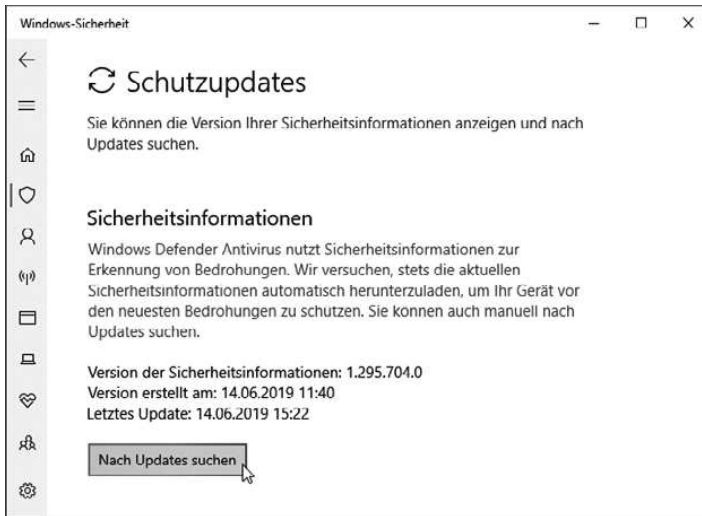 Windows-Sicherheit
Schutzupdates
Sie können die Version Ihrer Sicherheitsinformationen anzeigen und nach
Updates suchen.
Sicherheitsinformationen
Windows Defender Antivirus nutzt Sicherheitsinformationen zur
Erkennung von Bedrohungen. Wir versuchen, stets die aktuellen
Sicherheitsinformationen automatisch herunterzuladen, um Ihr Gerät vor
den neuesten Bedrohungen zu schutzen. Sie konnen auch manuell nach
Updates suchen.
Version der Sicherheitsinformationen: 1.295.704.0
Version erstellt am: 14.06.2019 11:40
Letztes Update: 14.06.2019 15:22
Nach Updates suchen